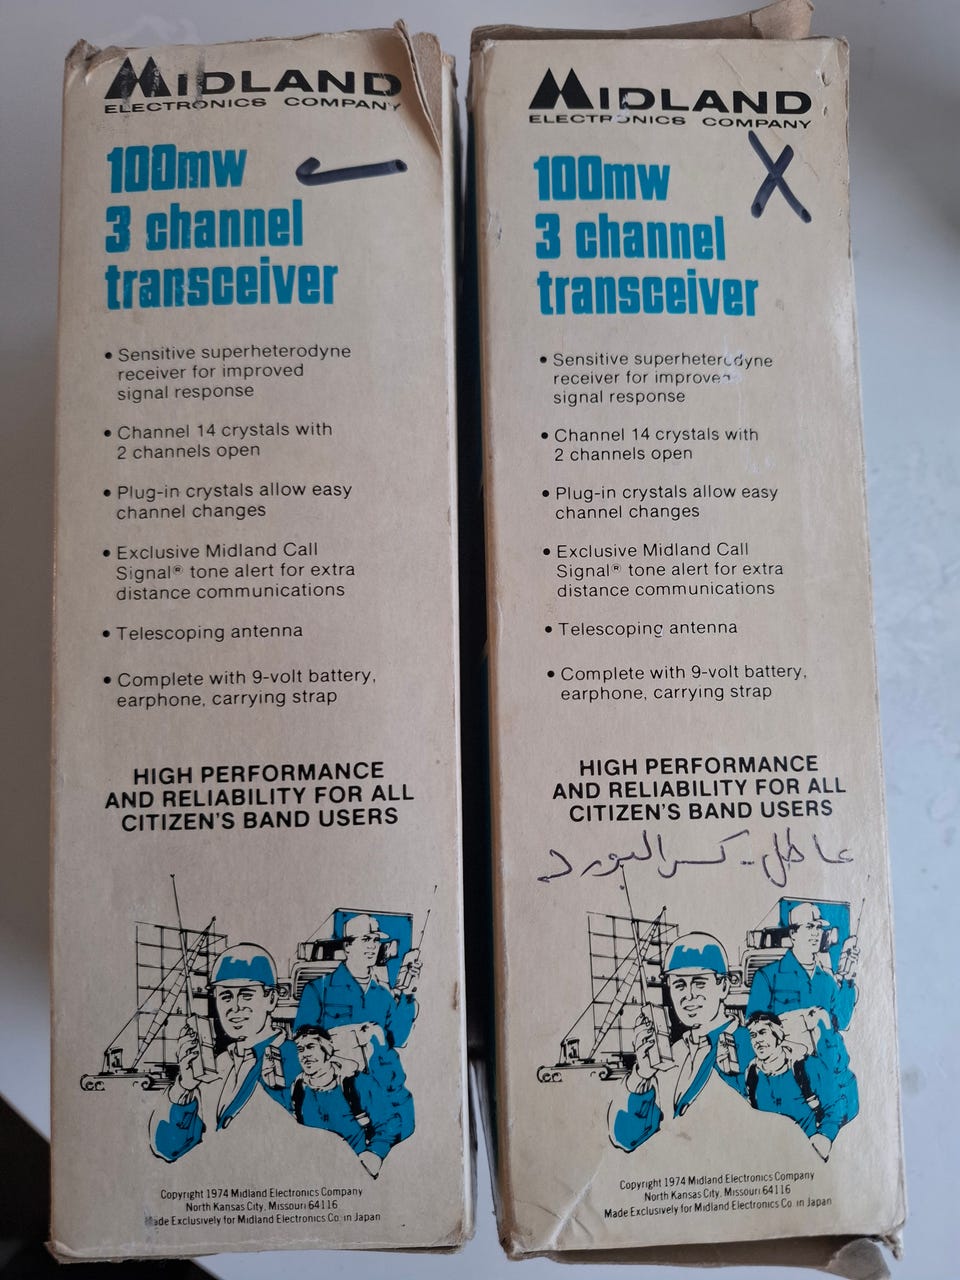 MIDLAND
ELECTRONICS COMPANY
100mw
3 channel
transceiver
• Sensitive superheterodyne
receiver for improved
signal response
• Channel 14 crystals with
2 channels open
• Plug-in crystals allow easy
channel changes
• Exclusive Midland Call
Signal® tone alert for extra
distance communications
• Telescoping antenna
• Complete with 9-volt battery,
earphone, carrying strap
HIGH PERFORMANCE
AND RELIABILITY FOR ALL
CITIZEN'S BAND USERS
Copyright 1974 Midland Electronics Company
North Kansas City, Missouri 64116
Made Exclusively for Midland Electronics Co. in Japan
MIDLAND
ELECTRONICS COMPANY
100mw
3 channel
transceiver
• Sensitive superheterodyne
receiver for improved
signal response
• Channel 14 crystals with
2 channels open
• Plug-in crystals allow easy
channel changes
• Exclusive Midland Call
Signal® tone alert for extra
distance communications
• Telescoping antenna
• Complete with 9-volt battery,
earphone, carrying strap
HIGH PERFORMANCE
AND RELIABILITY FOR ALL
CITIZEN'S BAND USERS
عاطل - كسر البورد
Copyright 1974 Midland Electronics Company
North Kansas City, Missouri 64116
Made Exclusively for Midland Electronics Co. in Japan